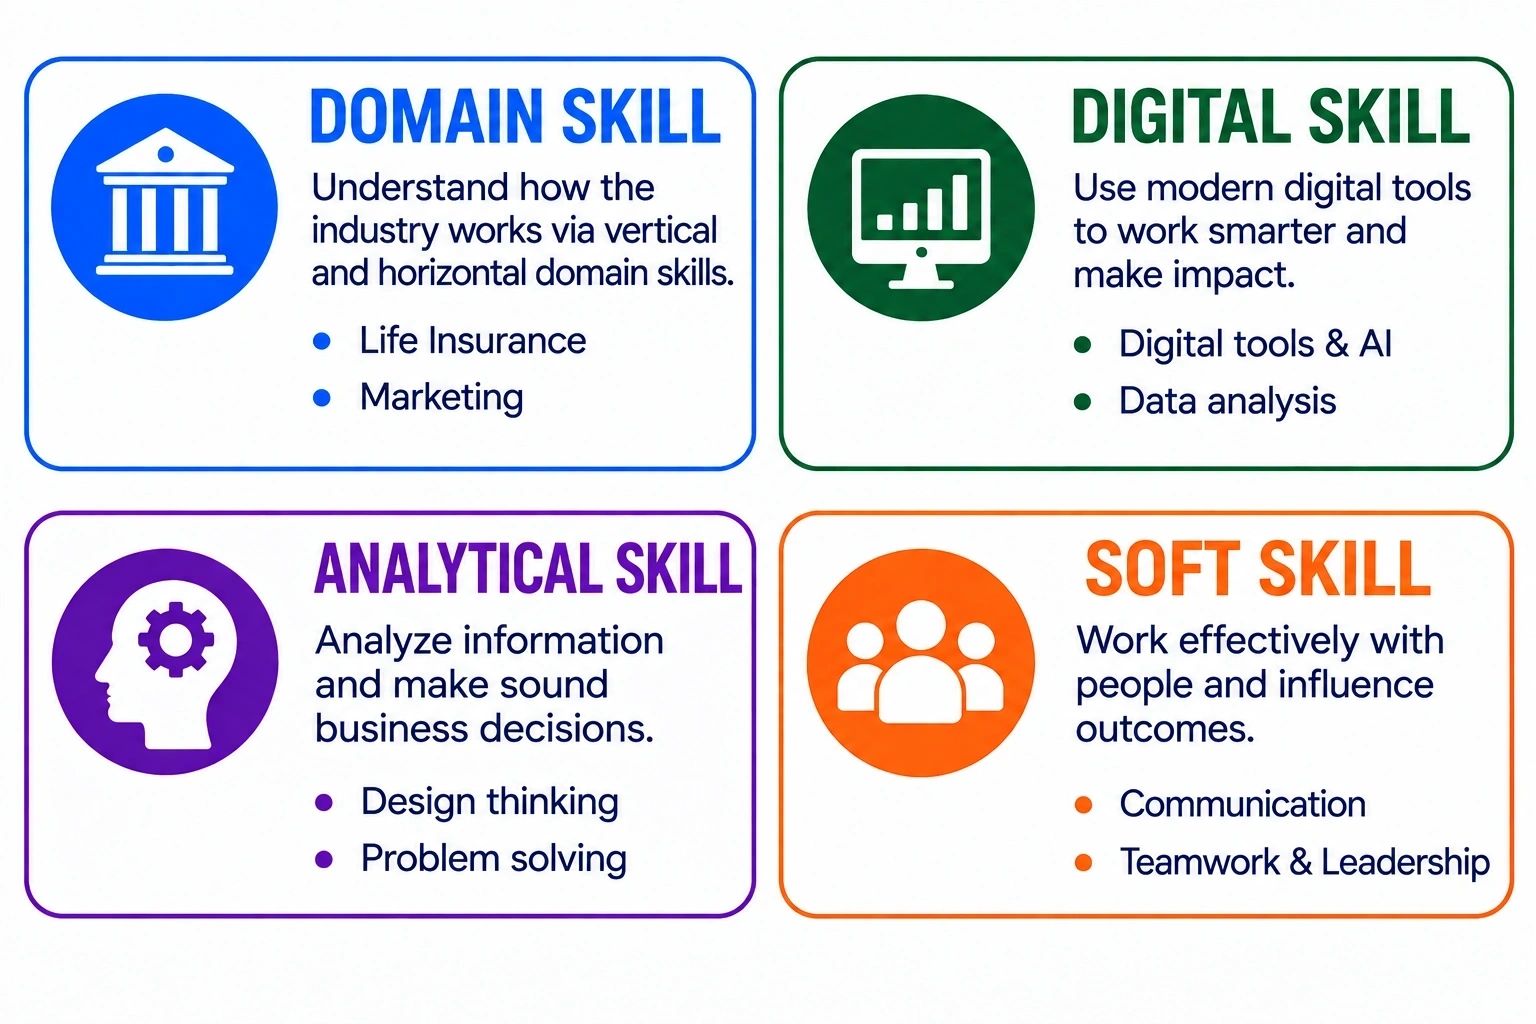 DOMAIN SKILL
Understand how the
industry works via vertical
and horizontal domain skills.
Life Insurance
Marketing
DIGITAL SKILL
Use modern digital tools
to work smarter and
make impact.
Digital tools & AI
Data analysis
ANALYTICAL SKILL
Analyze information
and make sound
business decisions.
Design thinking
Problem solving
SOFT SKILL
Work effectively with
people and influence
outcomes.
Communication
Teamwork & Leadership